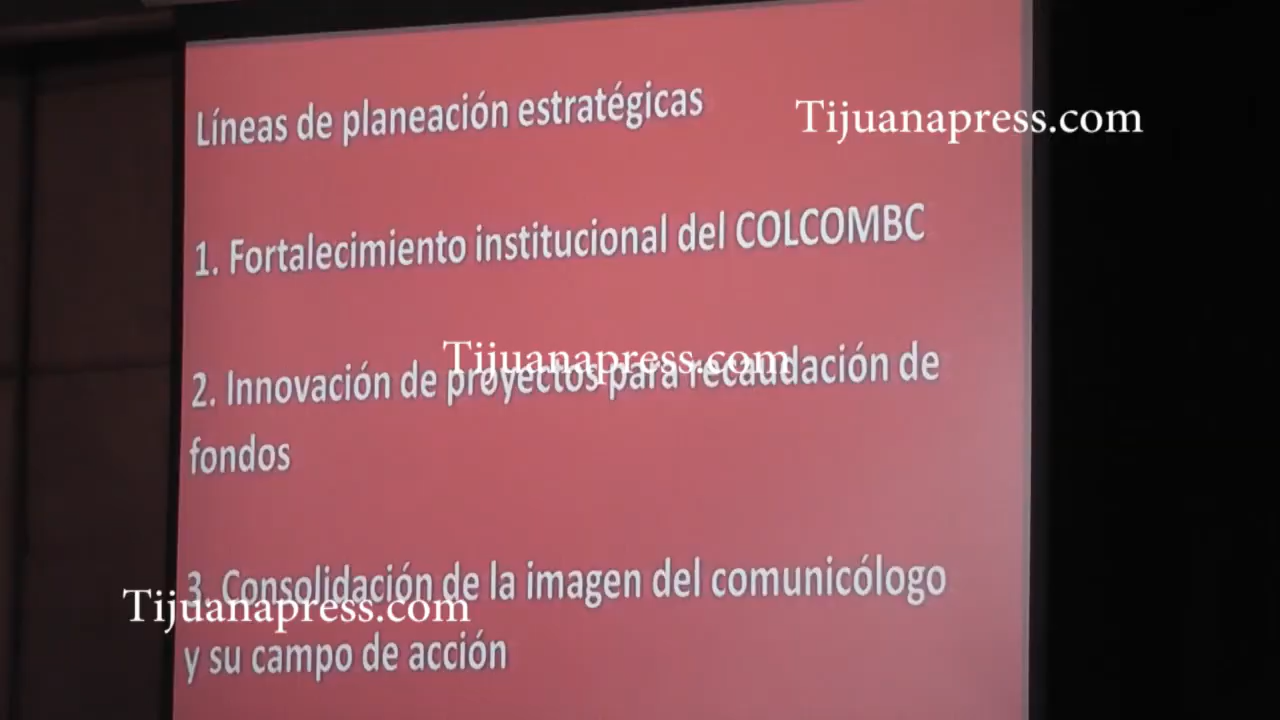 Líneas de planeación estratégicas
Tijuanapress.com
1. Fortalecimiento institucional del COLCOMBC
Tijuanapress.com
2. Innovación de proyectos para recaudación de
fondos
3. Consolidación de la imagen del comunicólogo
Tijuanapress.com
y su campo de acción